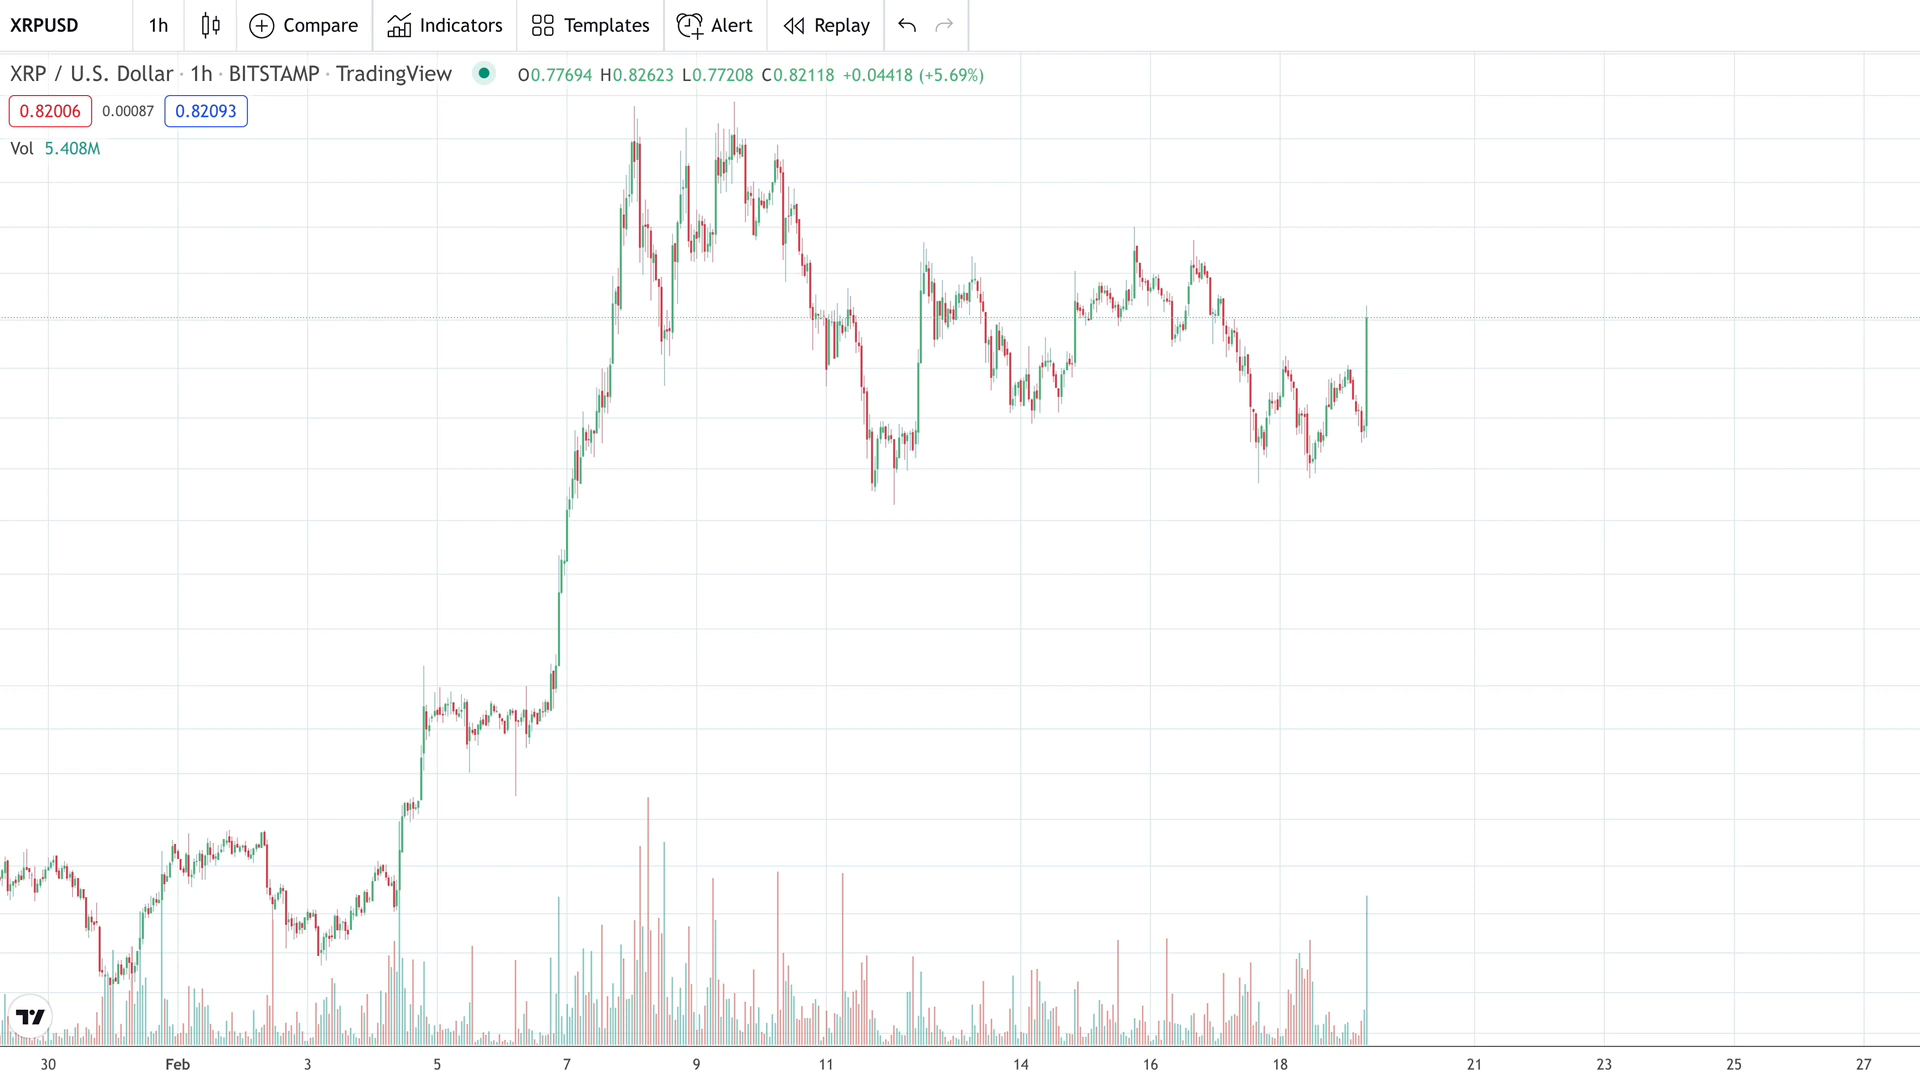 XRPUSD 1h Compare Indicators Templates Alert Replay
XRP / U.S. Dollar · 1h · BITSTAMP · TradingView O0.77694 H0.82623 L0.77208 C0.82118 +0.04418 (+5.69%)
0.82006 0.00087 0.82093
Vol 5.408M
30 Feb 3 5 7 9 11 14 16 18 21 23 25 27